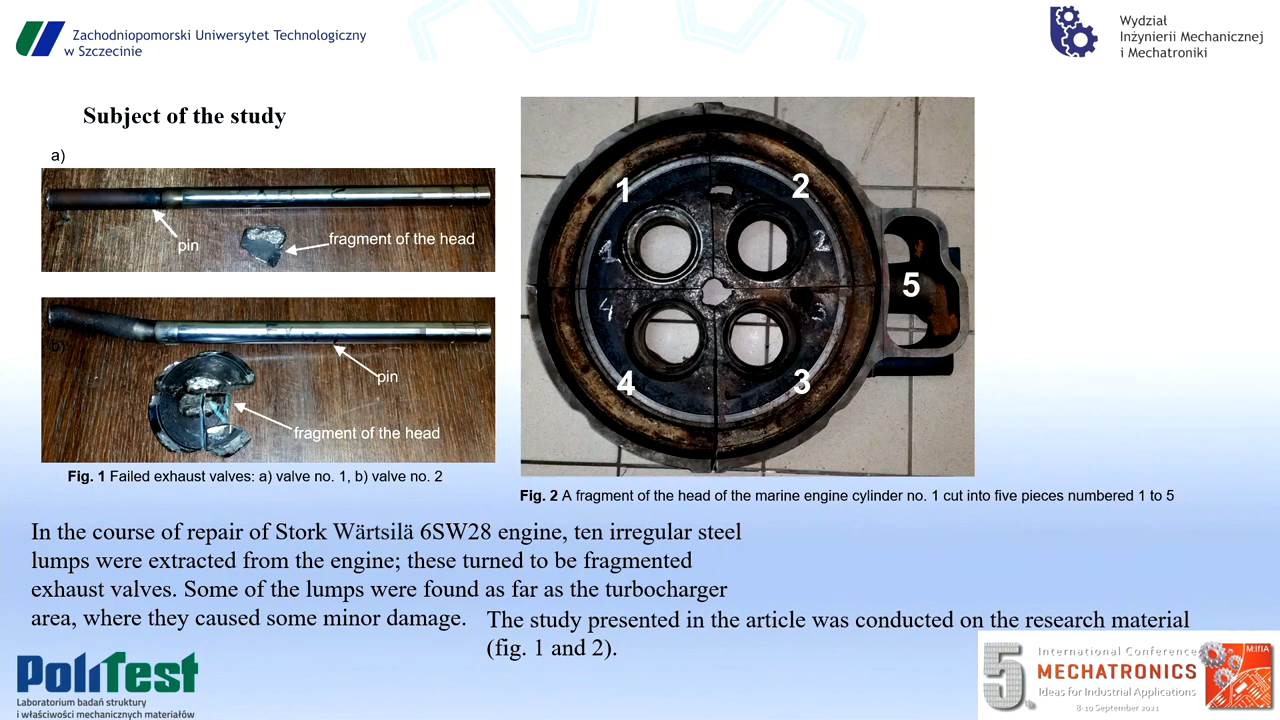 Zachodniopomorski Uniwersytet Technologiczny
w Szczecinie
Wydział
Inżynierii Mechanicznej
i Mechatroniki
Subject of the study
a)
pin
fragment of the head
b)
pin
fragment of the head
Fig. 1 Failed exhaust valves: a) valve no. 1, b) valve no. 2
1
2
1
2
5
4
3
4
3
Fig. 2 A fragment of the head of the marine engine cylinder no. 1 cut into five pieces numbered 1 to 5
In the course of repair of Stork Wärtsilä 6SW28 engine, ten irregular steel
lumps were extracted from the engine; these turned to be fragmented
exhaust valves. Some of the lumps were found as far as the turbocharger
area, where they caused some minor damage.
The study presented in the article was conducted on the research material
(fig. 1 and 2).
PoliTest
Laboratorium badań struktury
i właściwości mechanicznych materiałów
5.
International Conference
MECHATRONICS
Ideas for Industrial Applications
8-10 September 2021
M:IfIA